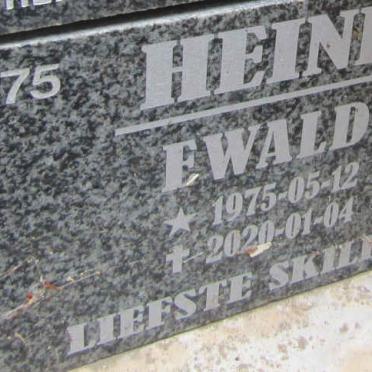 75
HEIN
EWALD
1975-05-12
2020-01-04
LIEFSTE SKIL